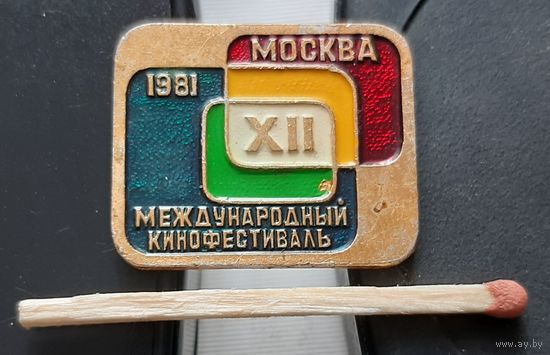 МОСКВА
1981
XII
МЕЖДУНАРОДНЫЙ
КИНОФЕСТИВАЛЬ
www.ay.by